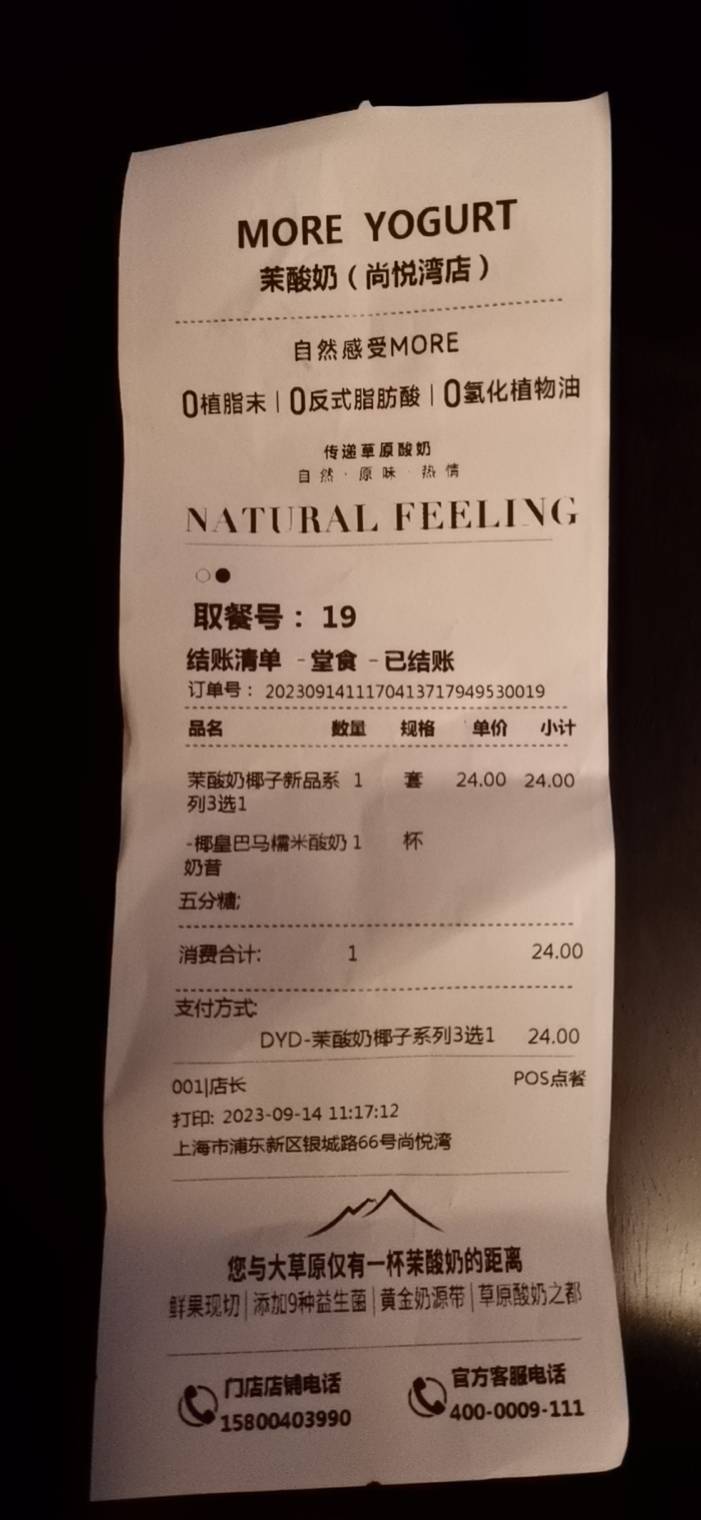 MORE YOGURT
茉酸奶(尚悦湾店)
自然感受MORE
0植脂末|0反式脂肪酸|0氢化植物油
传递草原酸奶
自然·原味·热情
NATURAL FEELING
取餐号：19
结账清单 -堂食 -已结账
订单号：20230914111704137179495​30019
品名 数量 规格 单价 小计
茉酸奶椰子新品系 1 套 24.00 24.00
列3选1
-椰皇巴马糯米酸奶 1 杯
奶昔
五分糖;
消费合计: 1 24.00
支付方式:
DYD-茉酸奶椰子系列3选1 24.00
001|店长 POS点餐
打印: 2023-09-14 11:17:12
上海市浦东新区银城路66号尚悦湾
您与大草原仅有一杯茉酸奶的距离
鲜果现切|添加9种益生菌|黄金奶源带|草原酸奶之都
门店店铺电话 官方客服电话
15800403990 400-0009-111